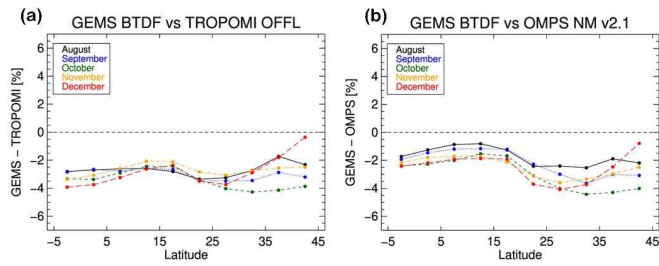 (a) GEMS BTDF vs TROPOMI OFFL
6
4
2
0
-2
-4
-6
GEMS − TROPOMI [%]
August
September
October
November
December
-5 5 15 25 35 45
Latitude
(b) GEMS BTDF vs OMPS NM v2.1
6
4
2
0
-2
-4
-6
GEMS − OMPS [%]
August
September
October
November
December
-5 5 15 25 35 45
Latitude